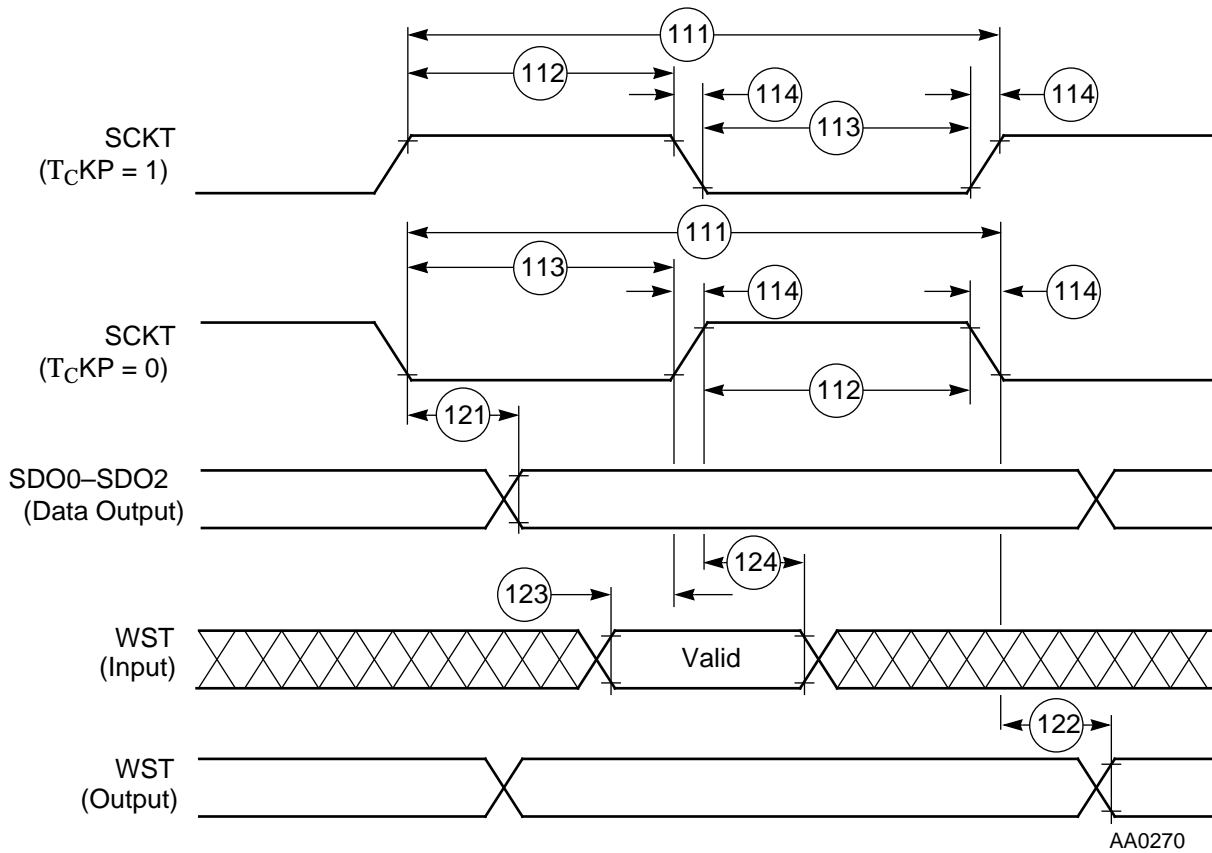 111
112
114
114
113
SCKT
(TCKP = 1)
111
113
114
114
SCKT
(TCKP = 0)
112
121
SDO0–SDO2
(Data Output)
124
123
WST
(Input)
Valid
122
WST
(Output)
AA0270